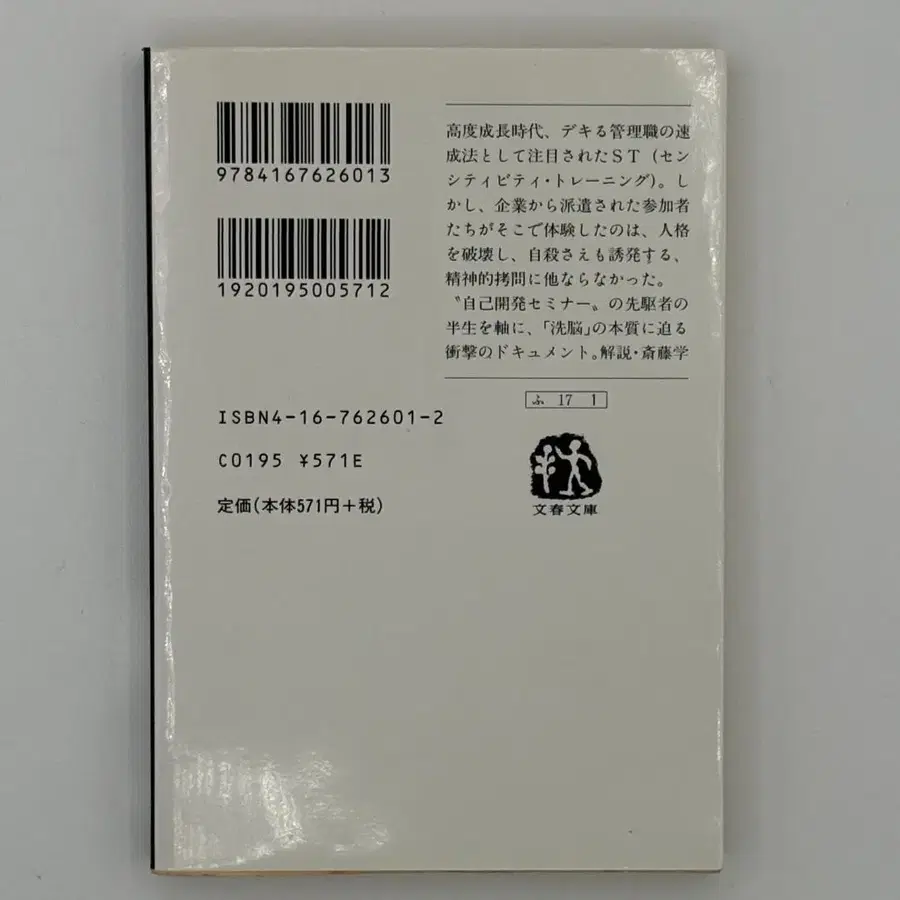 9784167626013
1920195005712
ISBN4-16-762601-2
C0195 ¥571E
定価(本体571円+税)
高度成長時代、デキる管理職の速
成法として注目されたST(セン
シティビティ・トレーニング)。し
かし、企業から派遣された参加者
たちがそこで体験したのは、人格
を破壊し、自殺さえも誘発する、
精神的拷問に他ならなかった。
〝自己開発セミナー〟の先駆者の
半生を軸に、「洗脳」の本質に迫る
衝撃のドキュメント。解説・斎藤学
ふ 17 1
文春文庫